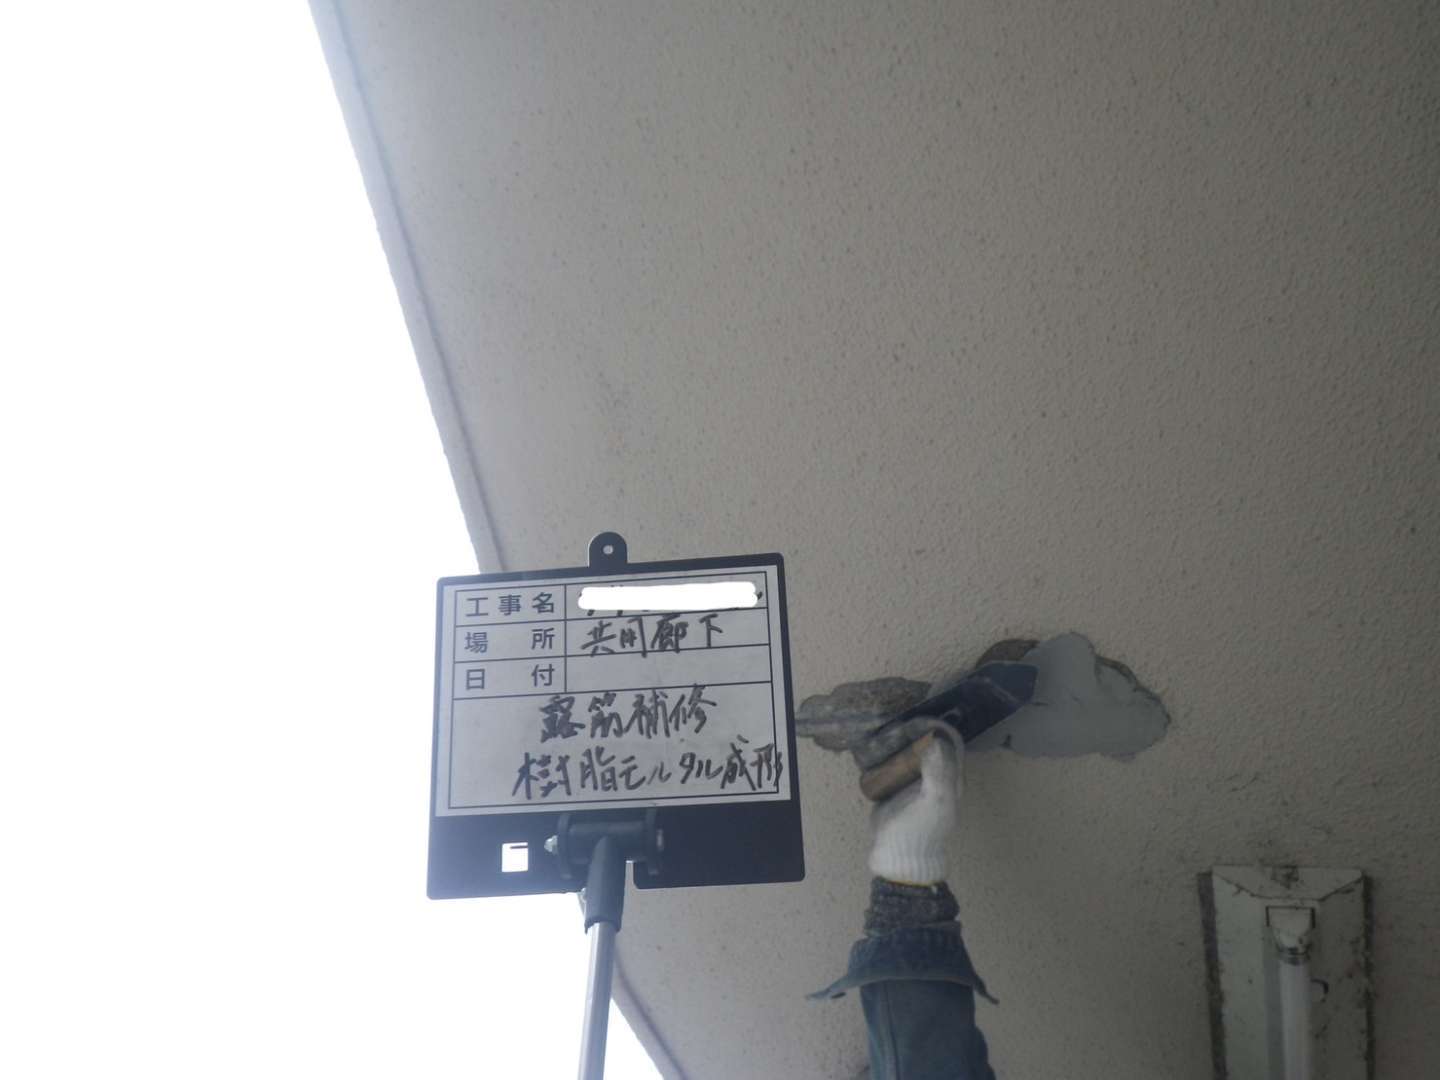 工事名
場所 共用廊下
日付
露筋補修
樹脂モルタル成形